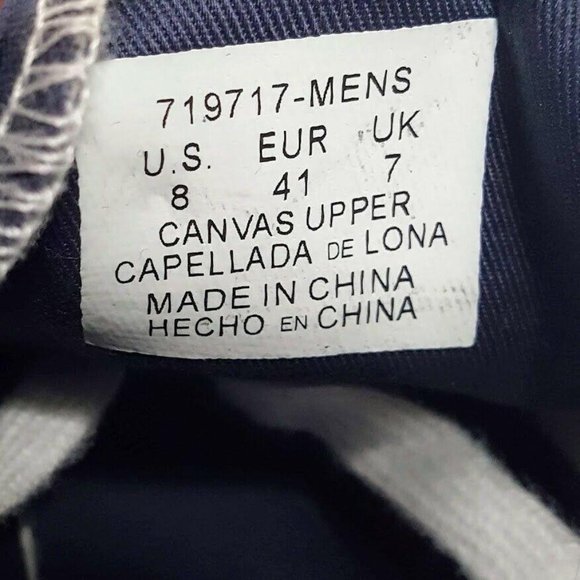 719717-MENS
U.S. EUR UK
8 41 7
CANVAS UPPER
CAPELLADA DE LONA
MADE IN CHINA
HECHO EN CHINA